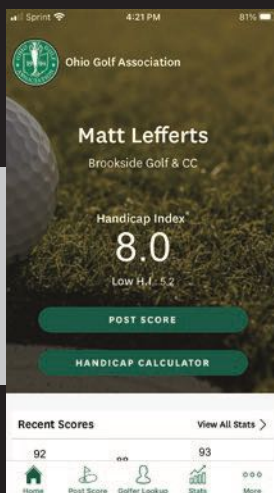 Sprint 4:21 PM 81%
Ohio Golf Association
Matt Lefferts
Brookside Golf & CC
Handicap Index
8.0
Low H.I. 5.2
POST SCORE
HANDICAP CALCULATOR
Recent Scores View All Stats >
92 93
Home Post Score Golfer Lookup Stats More